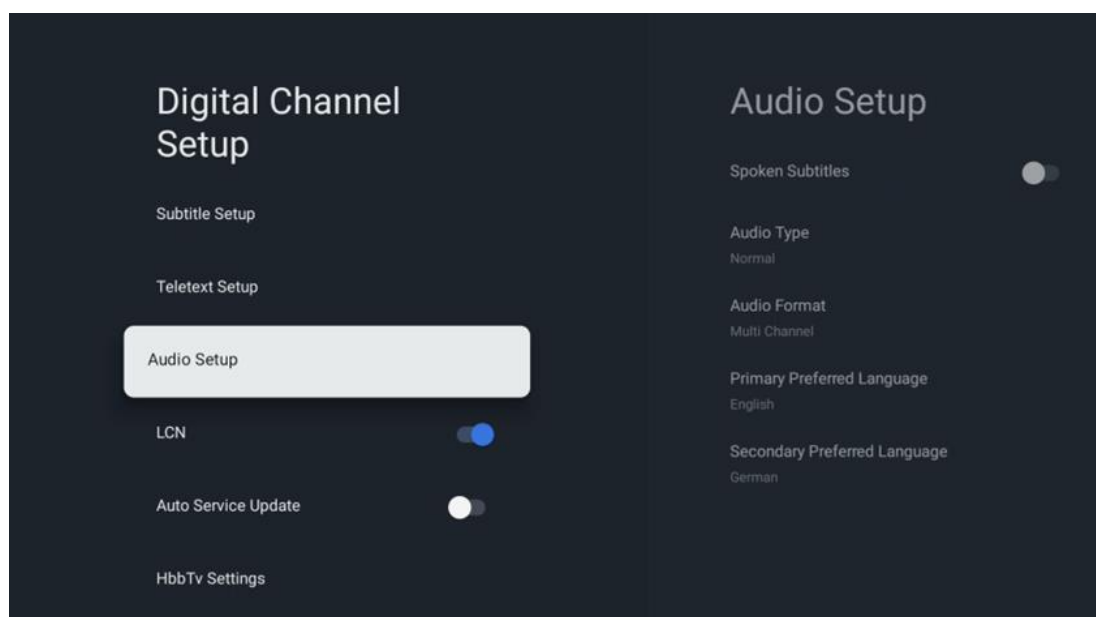 Digital Channel
Setup
Subtitle Setup
Teletext Setup
Audio Setup
LCN
Auto Service Update
HbbTv Settings
Audio Setup
Spoken Subtitles
Audio Type
Normal
Audio Format
Multi Channel
Primary Preferred Language
English
Secondary Preferred Language
German